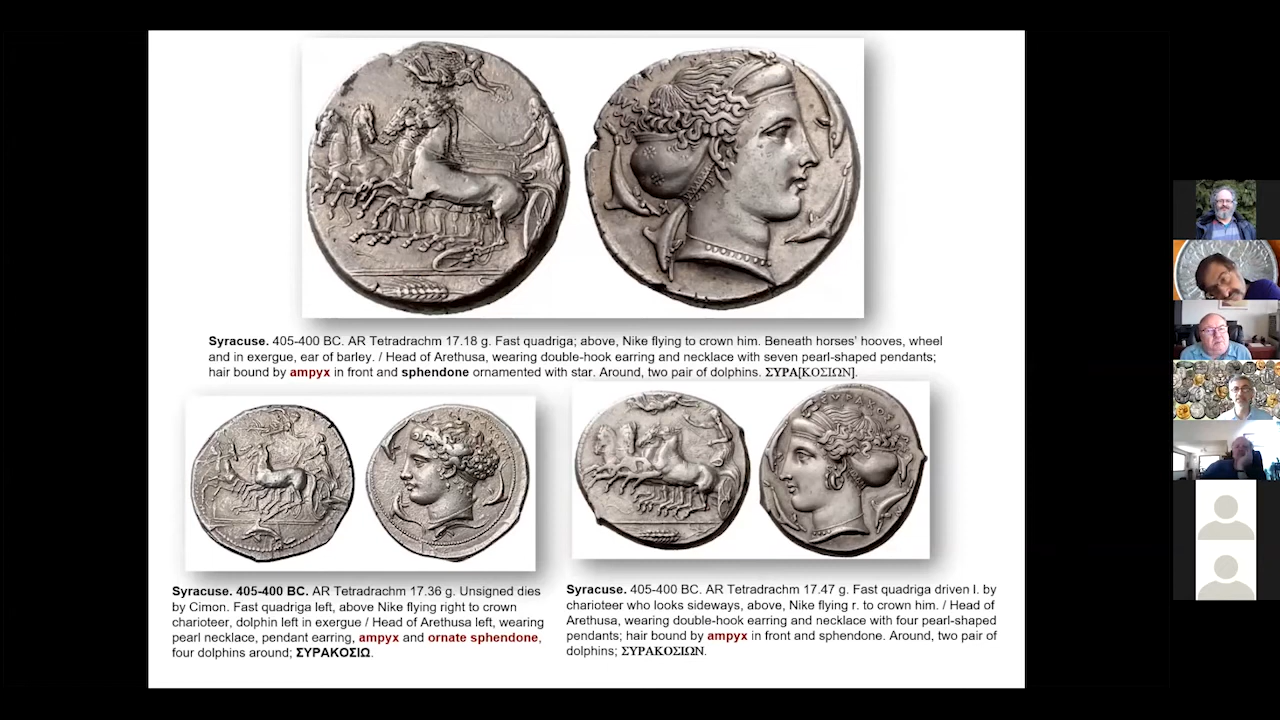 Syracuse. 405-400 BC. AR Tetradrachm 17.18 g. Fast quadriga; above, Nike flying to crown him. Beneath horses' hooves, wheel
and in exergue, ear of barley. / Head of Arethusa, wearing double-hook earring and necklace with seven pearl-shaped pendants;
hair bound by ampyx in front and sphendone ornamented with star. Around, two pair of dolphins. ΣΥΡΑ[ΚΟΣΙΩΝ].
Syracuse. 405-400 BC. AR Tetradrachm 17.36 g. Unsigned dies
by Cimon. Fast quadriga left, above Nike flying right to crown
charioteer, dolphin left in exergue / Head of Arethusa left, wearing
pearl necklace, pendant earring, ampyx and ornate sphendone,
four dolphins around; ΣΥΡΑΚΟΣΙΩ.
Syracuse. 405-400 BC. AR Tetradrachm 17.47 g. Fast quadriga driven l. by
charioteer who looks sideways, above, Nike flying r. to crown him. / Head of
Arethusa, wearing double-hook earring and necklace with four pearl-shaped
pendants; hair bound by ampyx in front and sphendone. Around, two pair of
dolphins; ΣΥΡΑΚΟΣΙΩΝ.